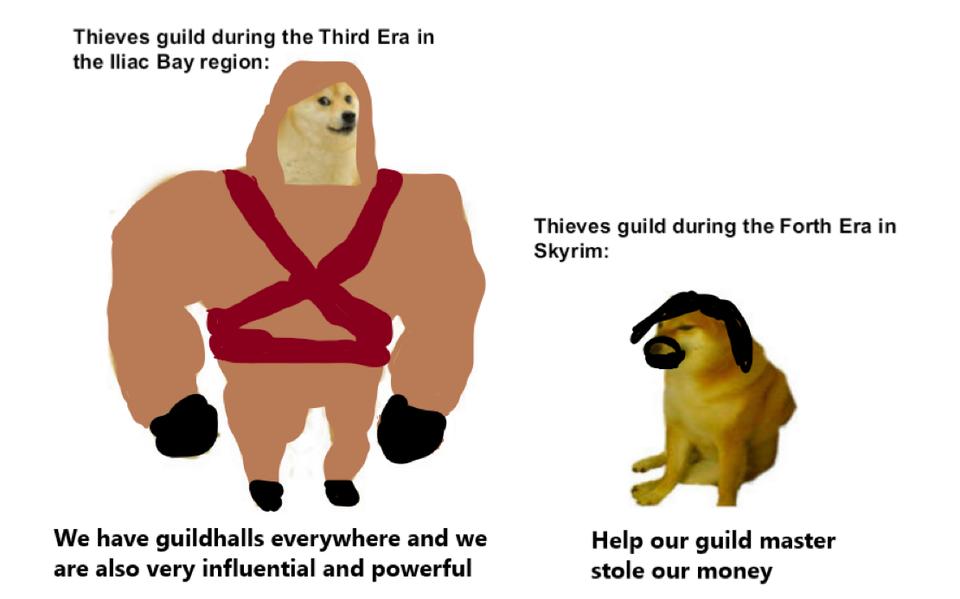 Thieves guild during the Third Era in
the Iliac Bay region:
We have guildhalls everywhere and we
are also very influential and powerful
Thieves guild during the Forth Era in
Skyrim:
Help our guild master
stole our money